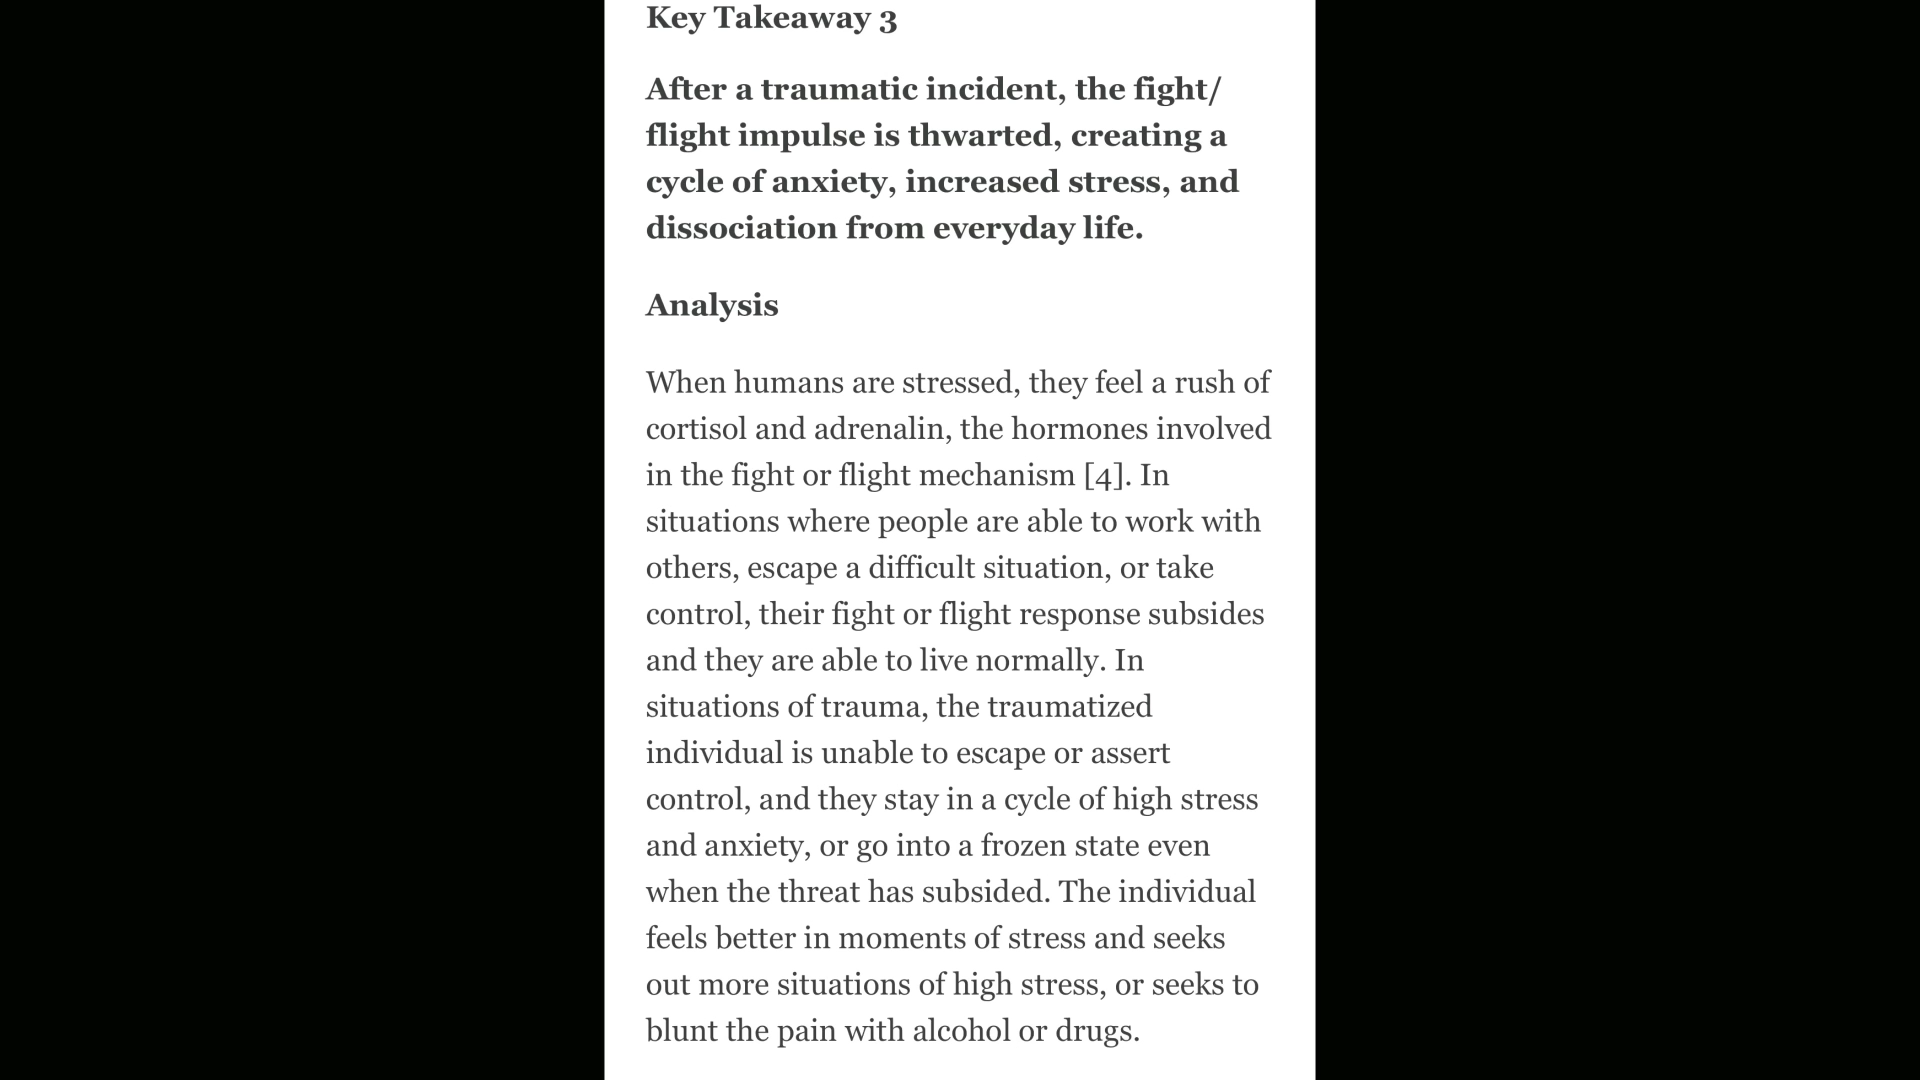 Key Takeaway 3
After a traumatic incident, the fight/
flight impulse is thwarted, creating a
cycle of anxiety, increased stress, and
dissociation from everyday life.
Analysis
When humans are stressed, they feel a rush of
cortisol and adrenalin, the hormones involved
in the fight or flight mechanism [4]. In
situations where people are able to work with
others, escape a difficult situation, or take
control, their fight or flight response subsides
and they are able to live normally. In
situations of trauma, the traumatized
individual is unable to escape or assert
control, and they stay in a cycle of high stress
and anxiety, or go into a frozen state even
when the threat has subsided. The individual
feels better in moments of stress and seeks
out more situations of high stress, or seeks to
blunt the pain with alcohol or drugs.